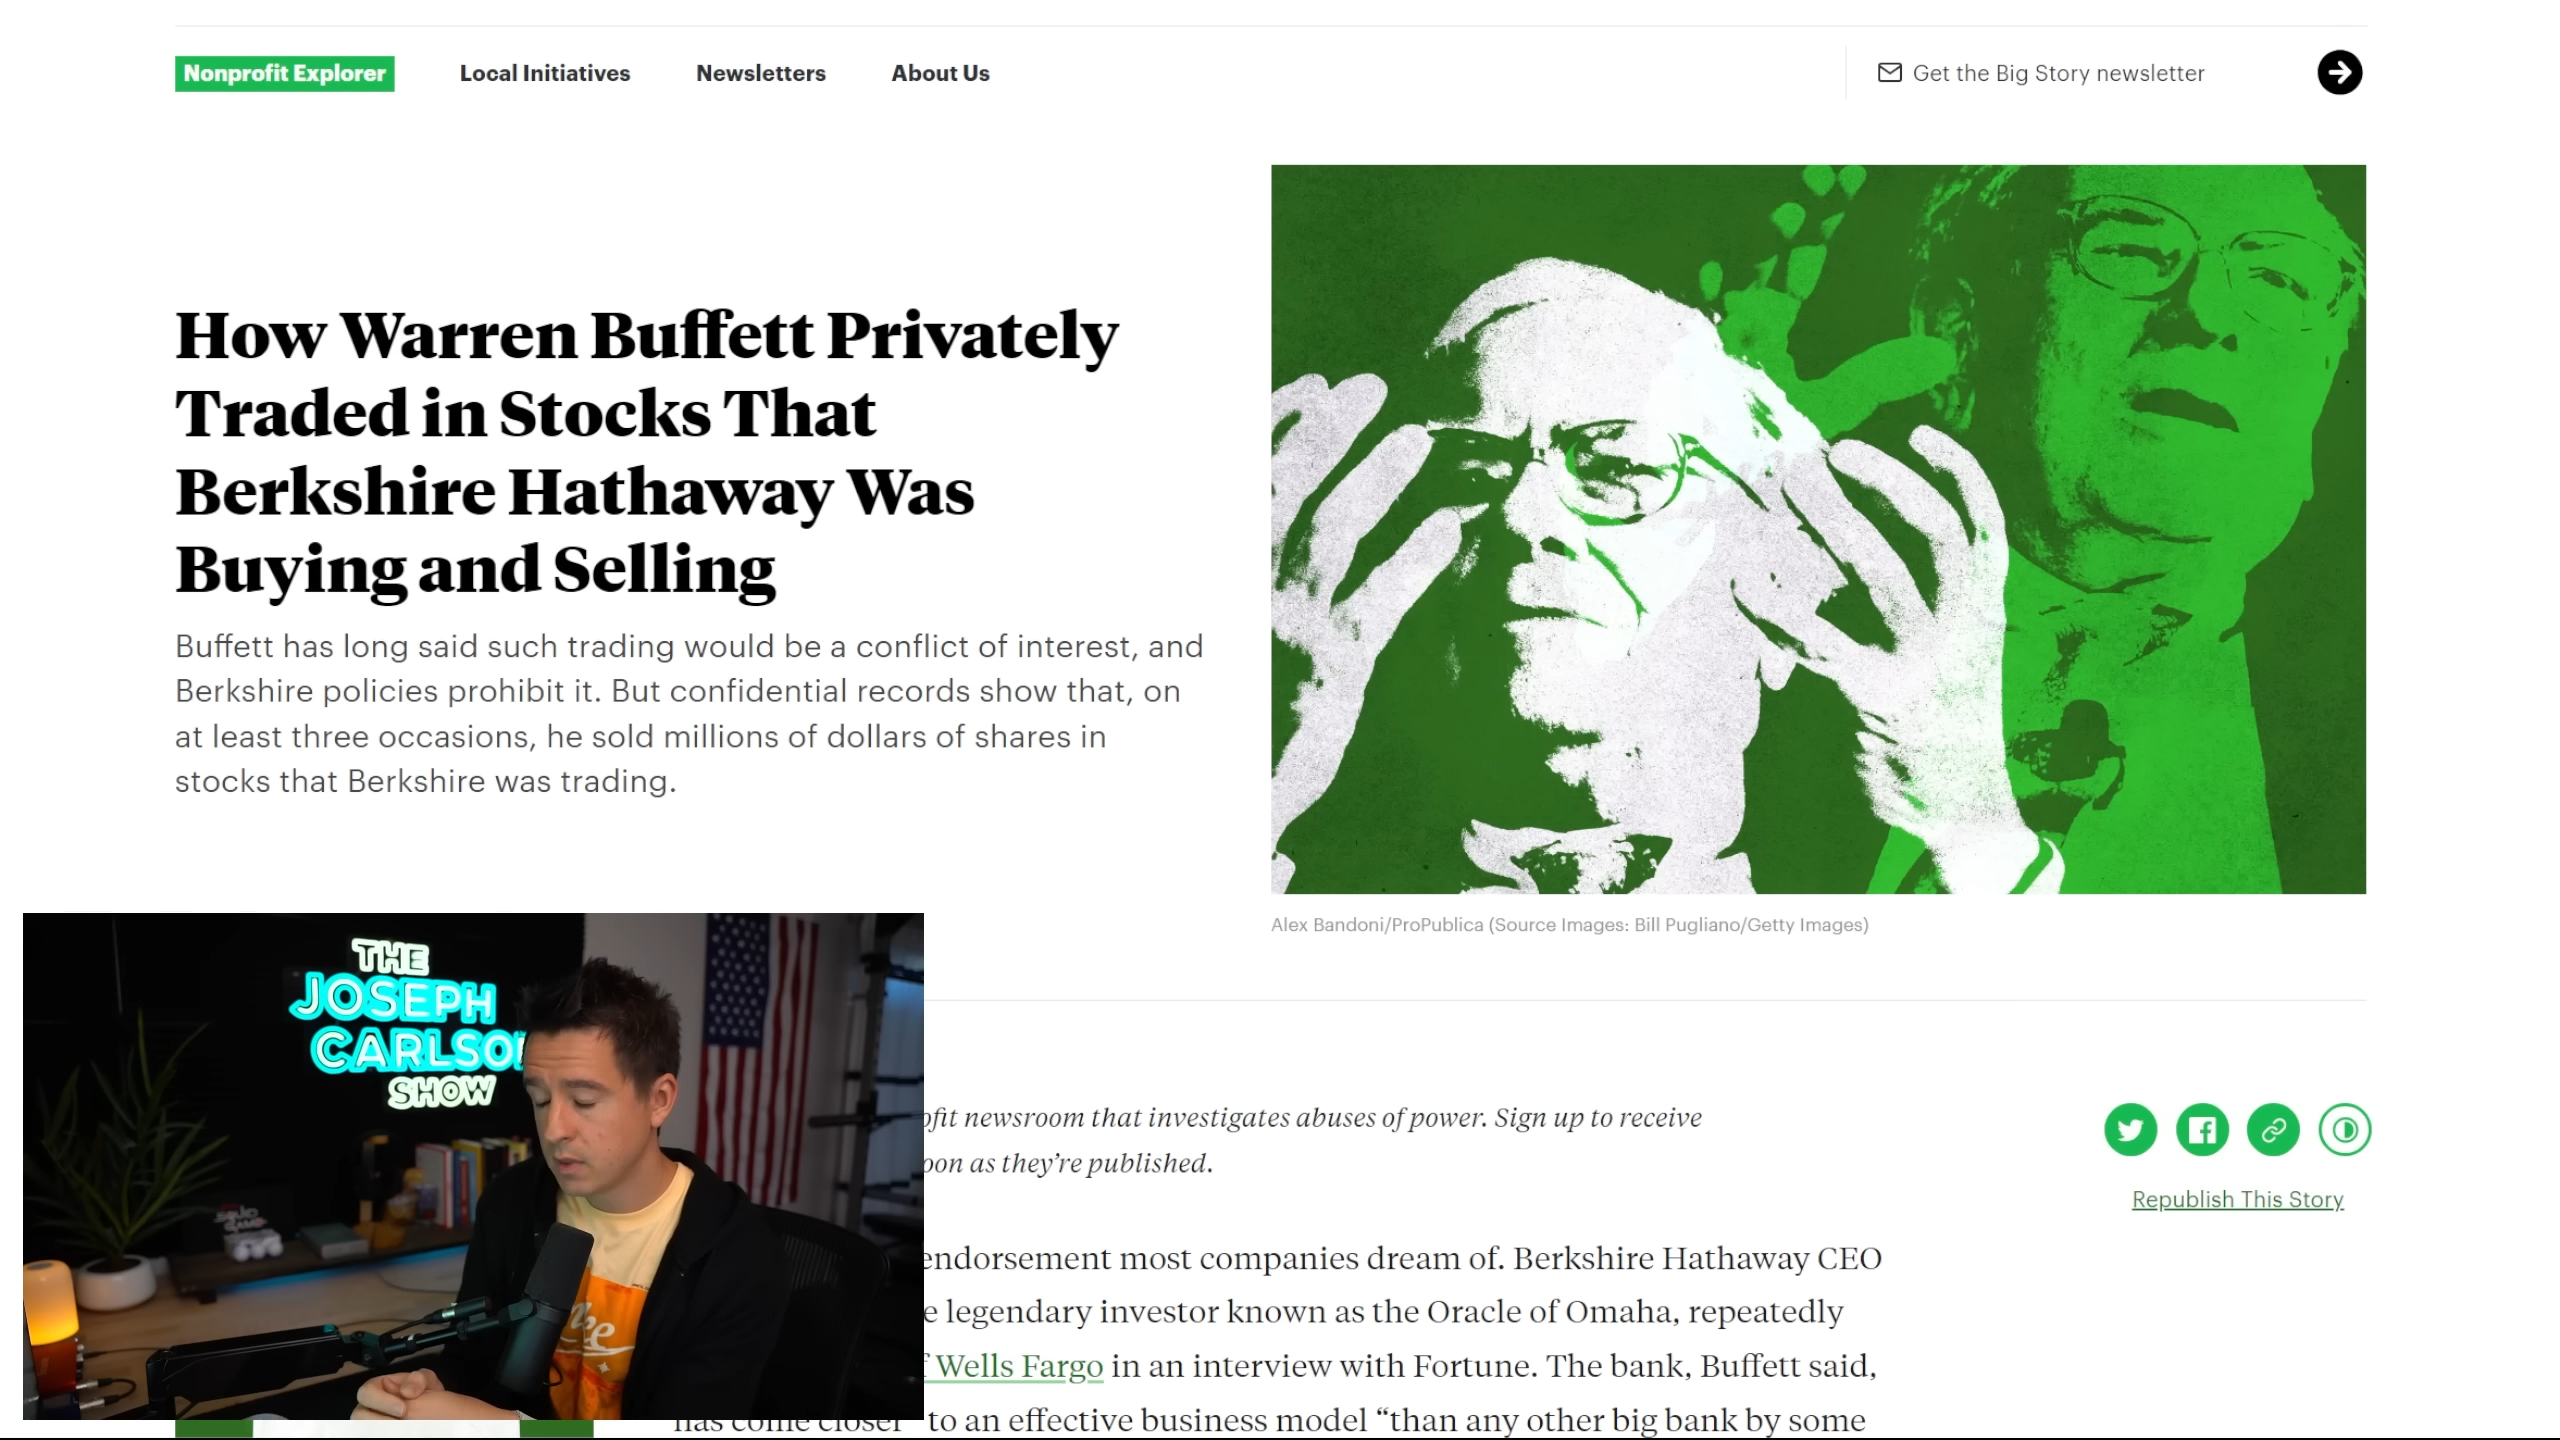 Nonprofit Explorer
Local Initiatives
Newsletters
About Us
Get the Big Story newsletter
How Warren Buffett Privately
Traded in Stocks That
Berkshire Hathaway Was
Buying and Selling
Buffett has long said such trading would be a conflict of interest, and
Berkshire policies prohibit it. But confidential records show that, on
at least three occasions, he sold millions of dollars of shares in
stocks that Berkshire was trading.
Alex Bandoni/ProPublica (Source Images: Bill Pugliano/Getty Images)
THE
JOSEPH
CARLSO
SHOW
newsroom that investigates abuses of power. Sign up to receive
as they’re published.
Republish This Story
endorsement most companies dream of. Berkshire Hathaway CEO
legendary investor known as the Oracle of Omaha, repeatedly
Wells Fargo in an interview with Fortune. The bank, Buffett said,
has come closer” to an effective business model “than any other big bank by some